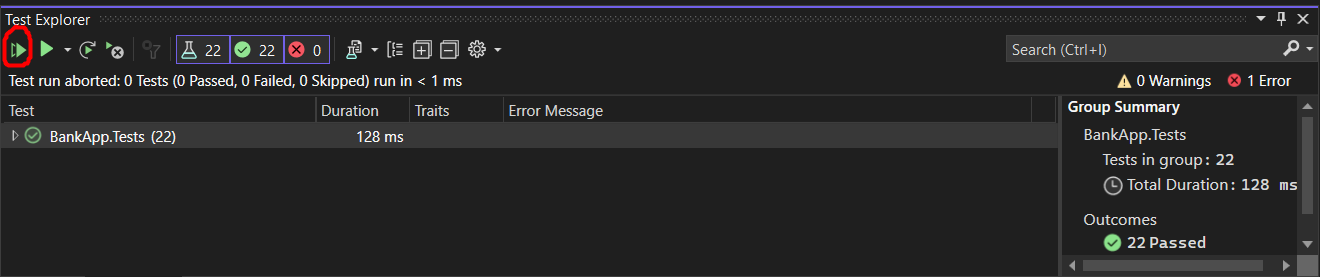 Test Explorer
22 22 0
Search (Ctrl+I)
Test run aborted: 0 Tests (0 Passed, 0 Failed, 0 Skipped) run in < 1 ms
0 Warnings 1 Error
Test Duration Traits Error Message
BankApp.Tests (22) 128 ms
Group Summary
BankApp.Tests
Tests in group: 22
Total Duration: 128 ms
Outcomes
22 Passed